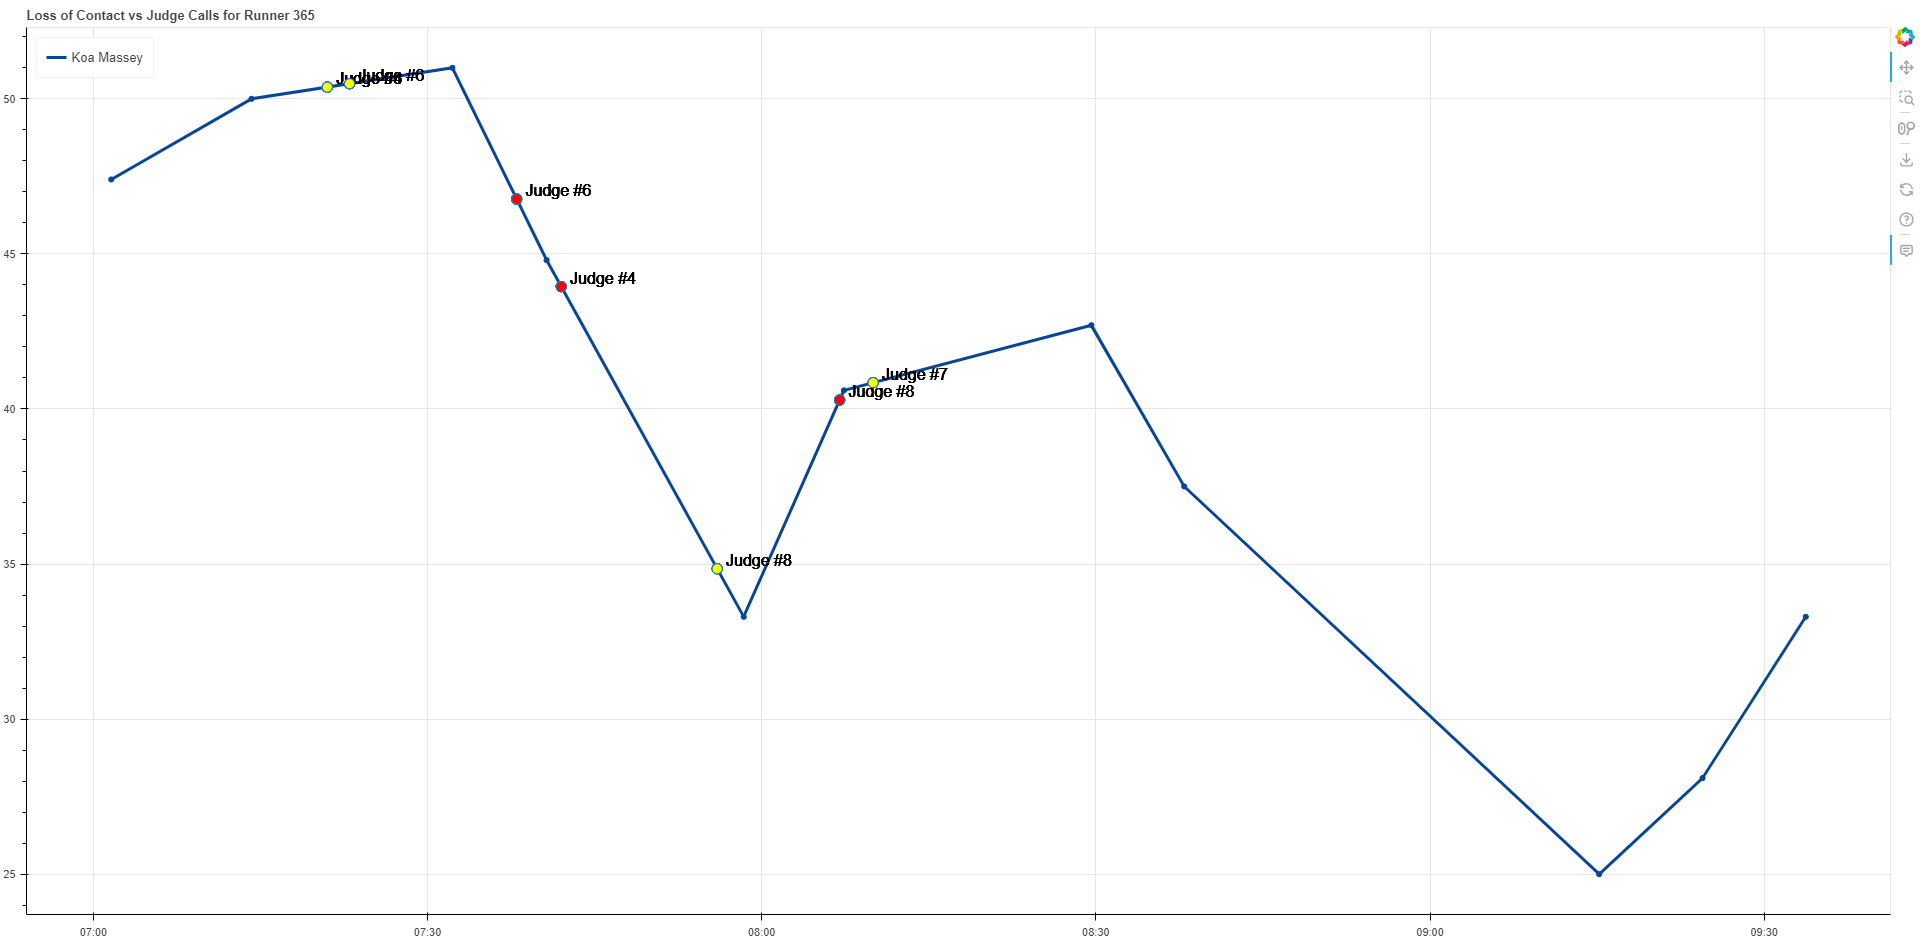 Loss of Contact vs Judge Calls for Runner 365
Koa Massey
Judge #6
Judge #6
Judge #4
Judge #7
Judge #8
Judge #8
50
45
40
35
30
25
07:00
07:30
08:00
08:30
09:00
09:30